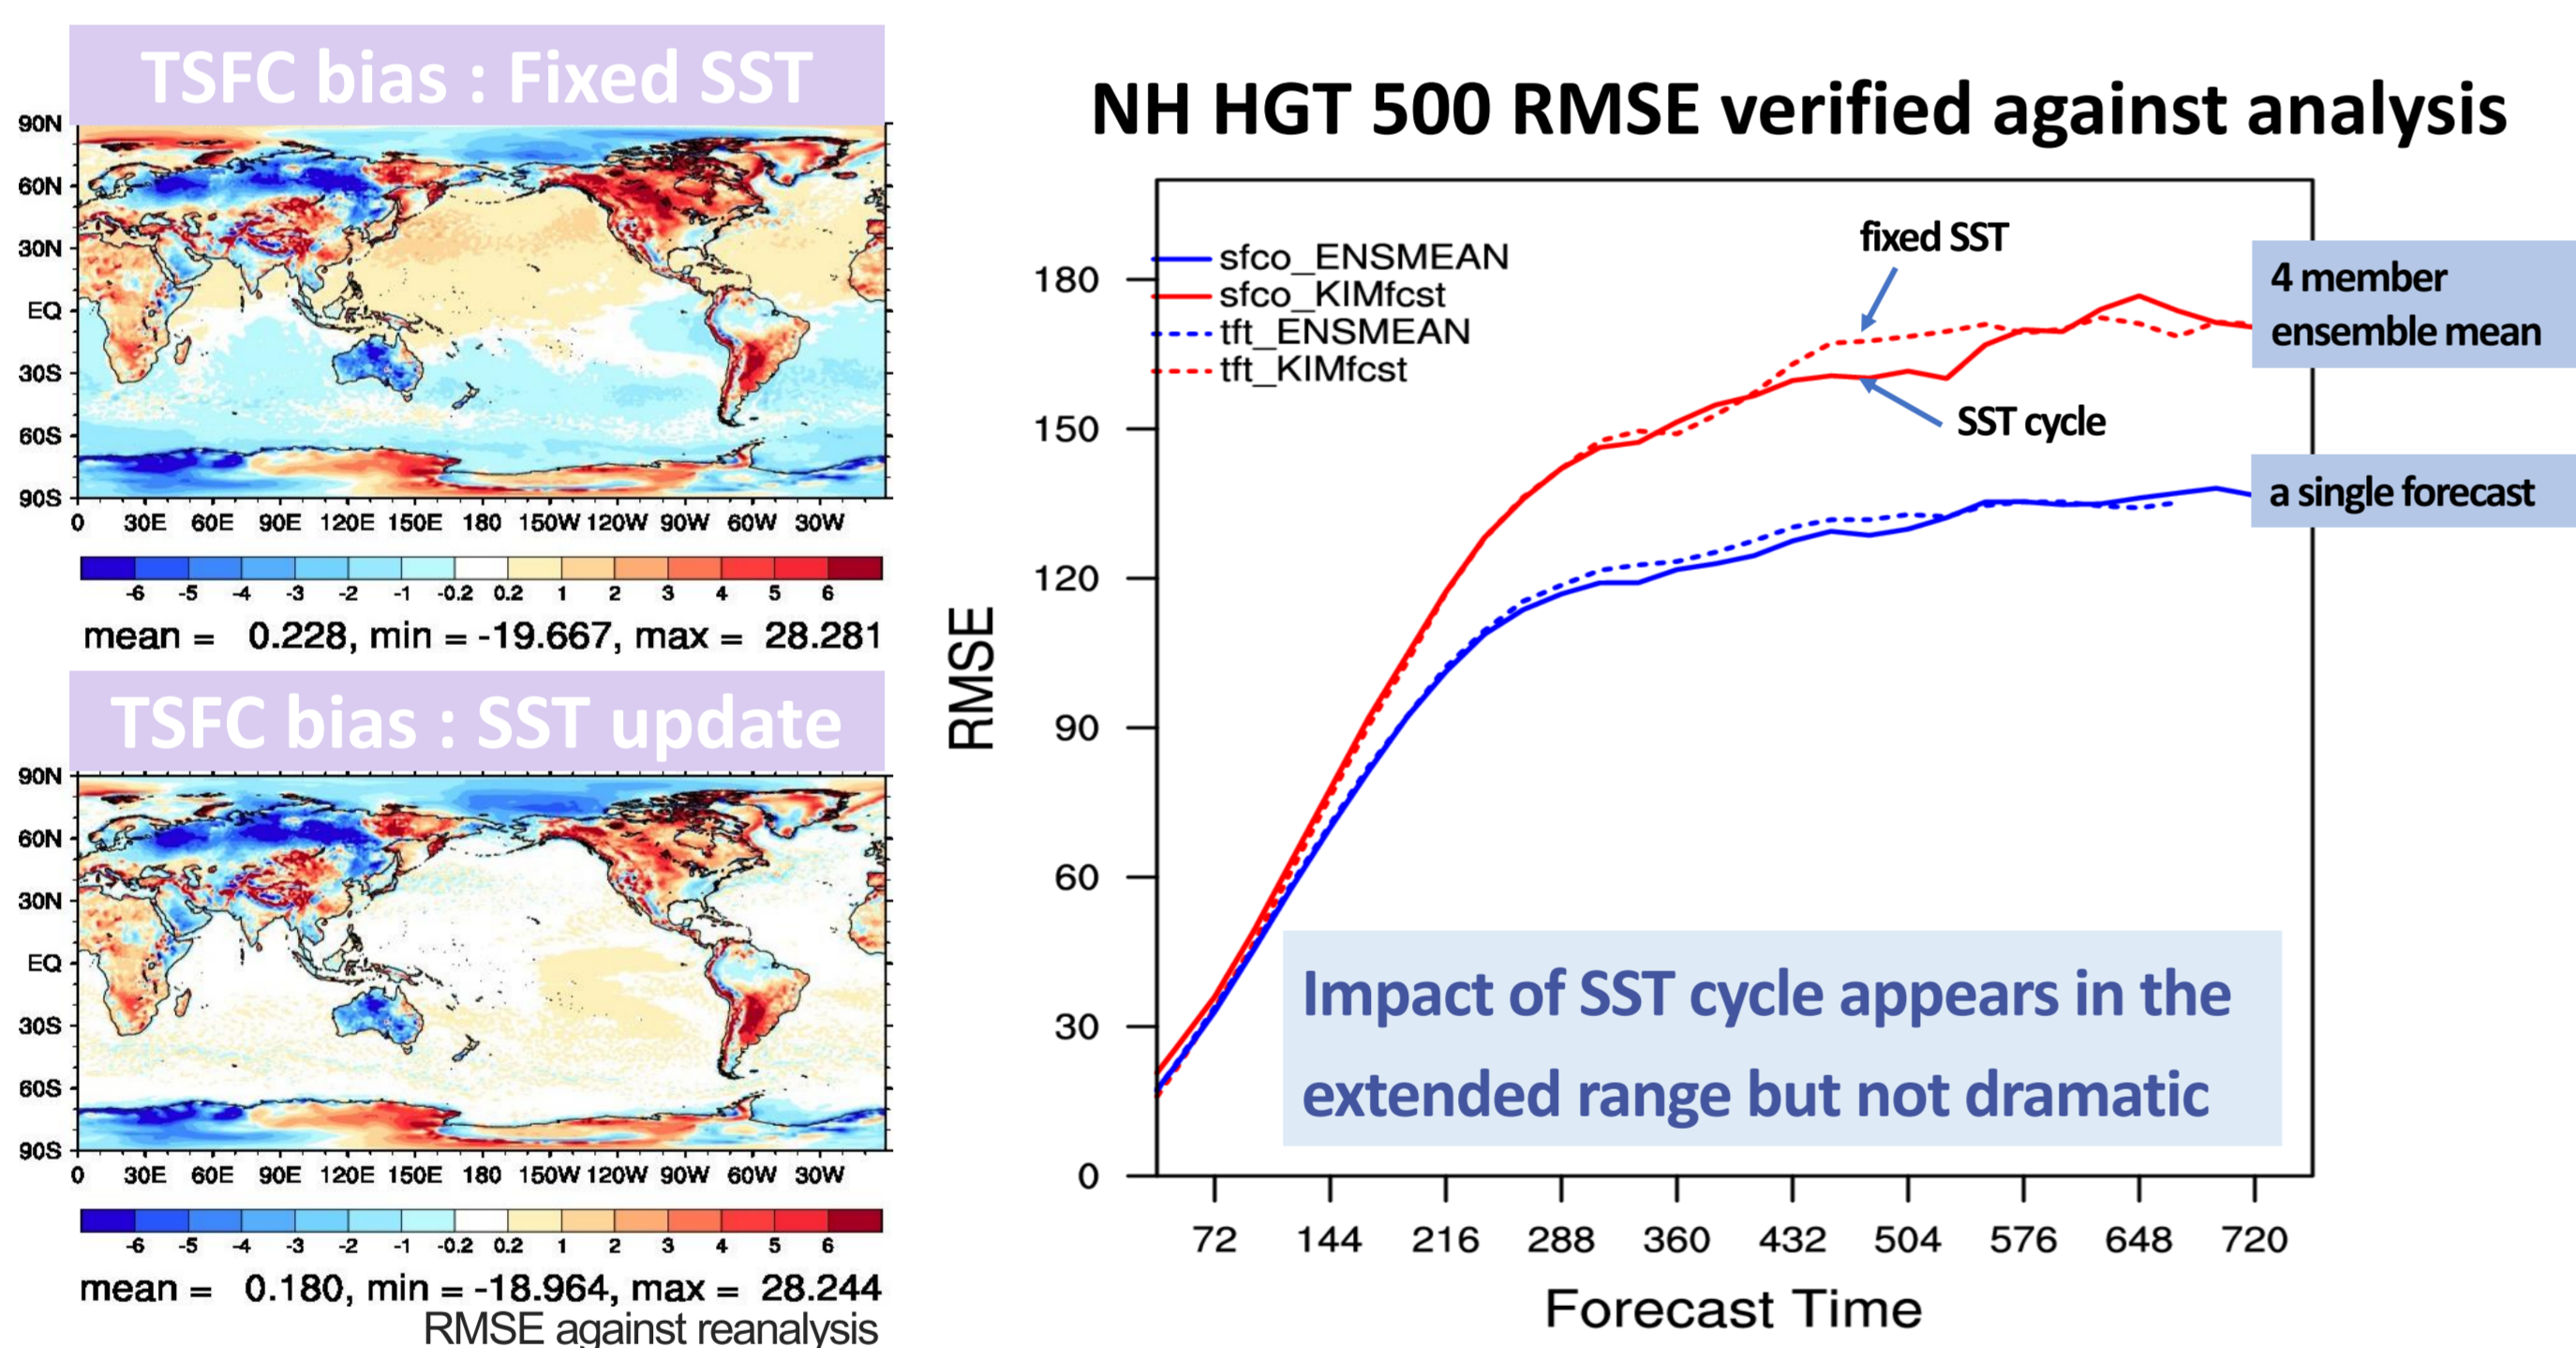 TSFC bias : Fixed SST
90N
60N
30N
EQ
30S
60S
90S
0 30E 60E 90E 120E 150E 180 150W 120W 90W 60W 30W
-6 -5 -4 -3 -2 -1 -0.2 0.2 1 2 3 4 5 6
mean = 0.228, min = -19.667, max = 28.281
TSFC bias : SST update
90N
60N
30N
EQ
30S
60S
90S
0 30E 60E 90E 120E 150E 180 150W 120W 90W 60W 30W
-6 -5 -4 -3 -2 -1 -0.2 0.2 1 2 3 4 5 6
mean = 0.180, min = -18.964, max = 28.244
RMSE against reanalysis
NH HGT 500 RMSE verified against analysis
sfco_ENSMEAN
sfco_KIMfcst
tft_ENSMEAN
tft_KIMfcst
fixed SST
SST cycle
4 member
ensemble mean
a single forecast
RMSE
180
150
120
90
60
30
0
Impact of SST cycle appears in the
extended range but not dramatic
72 144 216 288 360 432 504 576 648 720
Forecast Time